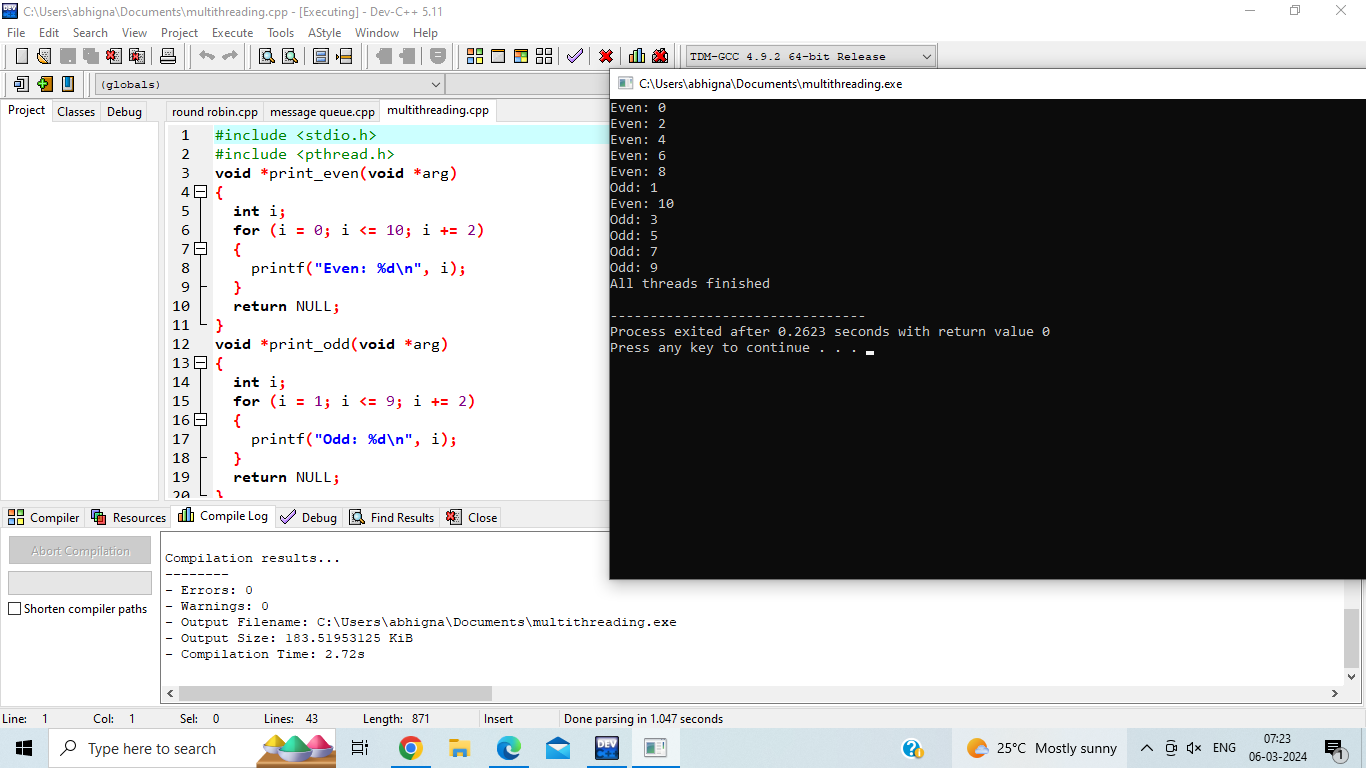 C:\Users\abhigna\Documents\multithreading.cpp - [Executing] - Dev-C++ 5.11
File Edit Search View Project Execute Tools AStyle Window Help
TDM-GCC 4.9.2 64-bit Release
(globals)
Project Classes Debug
round robin.cpp message queue.cpp multithreading.cpp
1 #include <stdio.h>
2 #include <pthread.h>
3 void *print_even(void *arg)
4 {
5 int i;
6 for (i = 0; i <= 10; i += 2)
7 {
8 printf("Even: %d\n", i);
9 }
10 return NULL;
11 }
12 void *print_odd(void *arg)
13 {
14 int i;
15 for (i = 1; i <= 9; i += 2)
16 {
17 printf("Odd: %d\n", i);
18 }
19 return NULL;
20 }
C:\Users\abhigna\Documents\multithreading.exe
Even: 0
Even: 2
Even: 4
Even: 6
Even: 8
Odd: 1
Even: 10
Odd: 3
Odd: 5
Odd: 7
Odd: 9
All threads finished
--------------------------------
Process exited after 0.2623 seconds with return value 0
Press any key to continue . . .
Compiler Resources Compile Log Debug Find Results Close
Abort Compilation
Shorten compiler paths
Compilation results...
--------
- Errors: 0
- Warnings: 0
- Output Filename: C:\Users\abhigna\Documents\multithreading.exe
- Output Size: 183.51953125 KiB
- Compilation Time: 2.72s
Line: 1 Col: 1 Sel: 0 Lines: 43 Length: 871 Insert Done parsing in 1.047 seconds
Type here to search
DEV
25°C Mostly sunny
ENG
07:23
06-03-2024
1